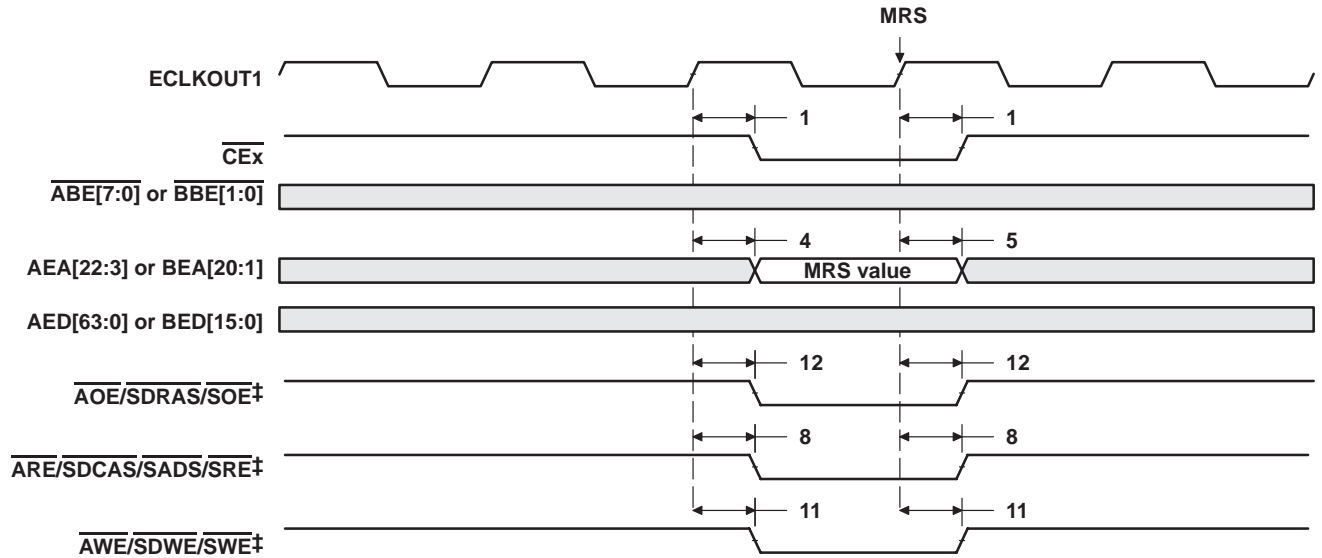 MRS
ECLKOUT1
1 1
CEx
ABE[7:0] or BBE[1:0]
4 5
AEA[22:3] or BEA[20:1] MRS value
AED[63:0] or BED[15:0]
12 12
AOE/SDRAS/SOE‡
8 8
ARE/SDCAS/SADS/SRE‡
11 11
AWE/SDWE/SWE‡